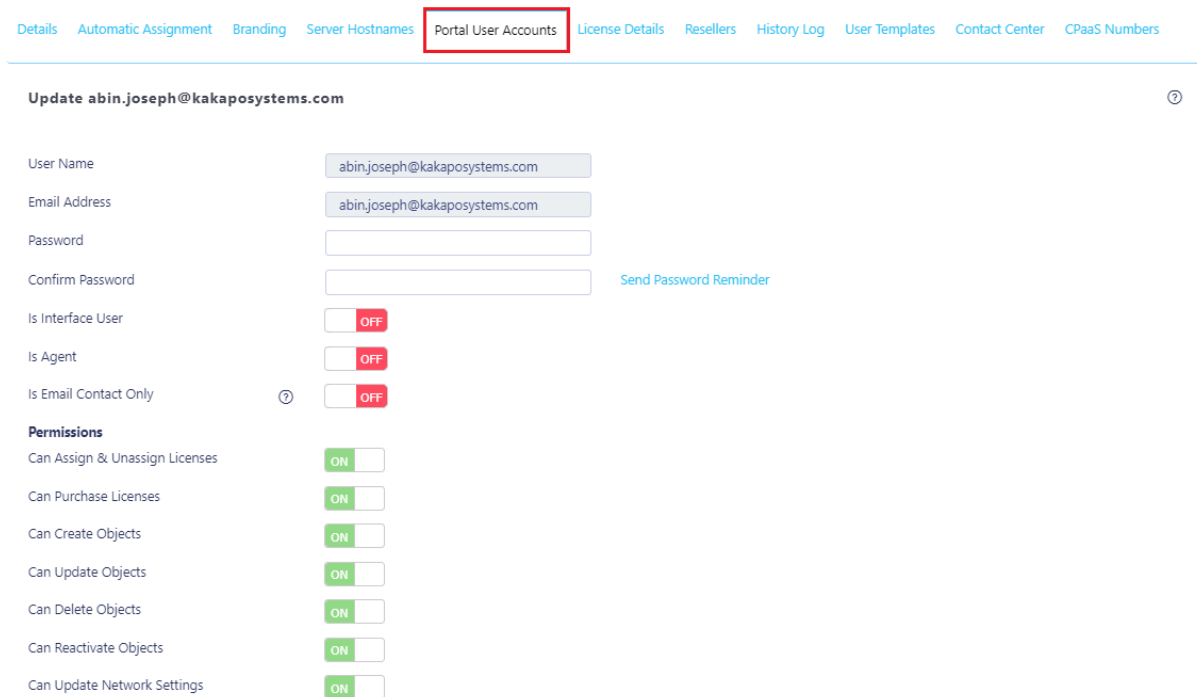 Details Automatic Assignment Branding Server Hostnames Portal User Accounts License Details Resellers History Log User Templates Contact Center CPaaS Numbers
Update abin.joseph@kakaposystems.com ?
User Name abin.joseph@kakaposystems.com
Email Address abin.joseph@kakaposystems.com
Password
Confirm Password Send Password Reminder
Is Interface User OFF
Is Agent OFF
Is Email Contact Only ? OFF
Permissions
Can Assign & Unassign Licenses ON
Can Purchase Licenses ON
Can Create Objects ON
Can Update Objects ON
Can Delete Objects ON
Can Reactivate Objects ON
Can Update Network Settings ON